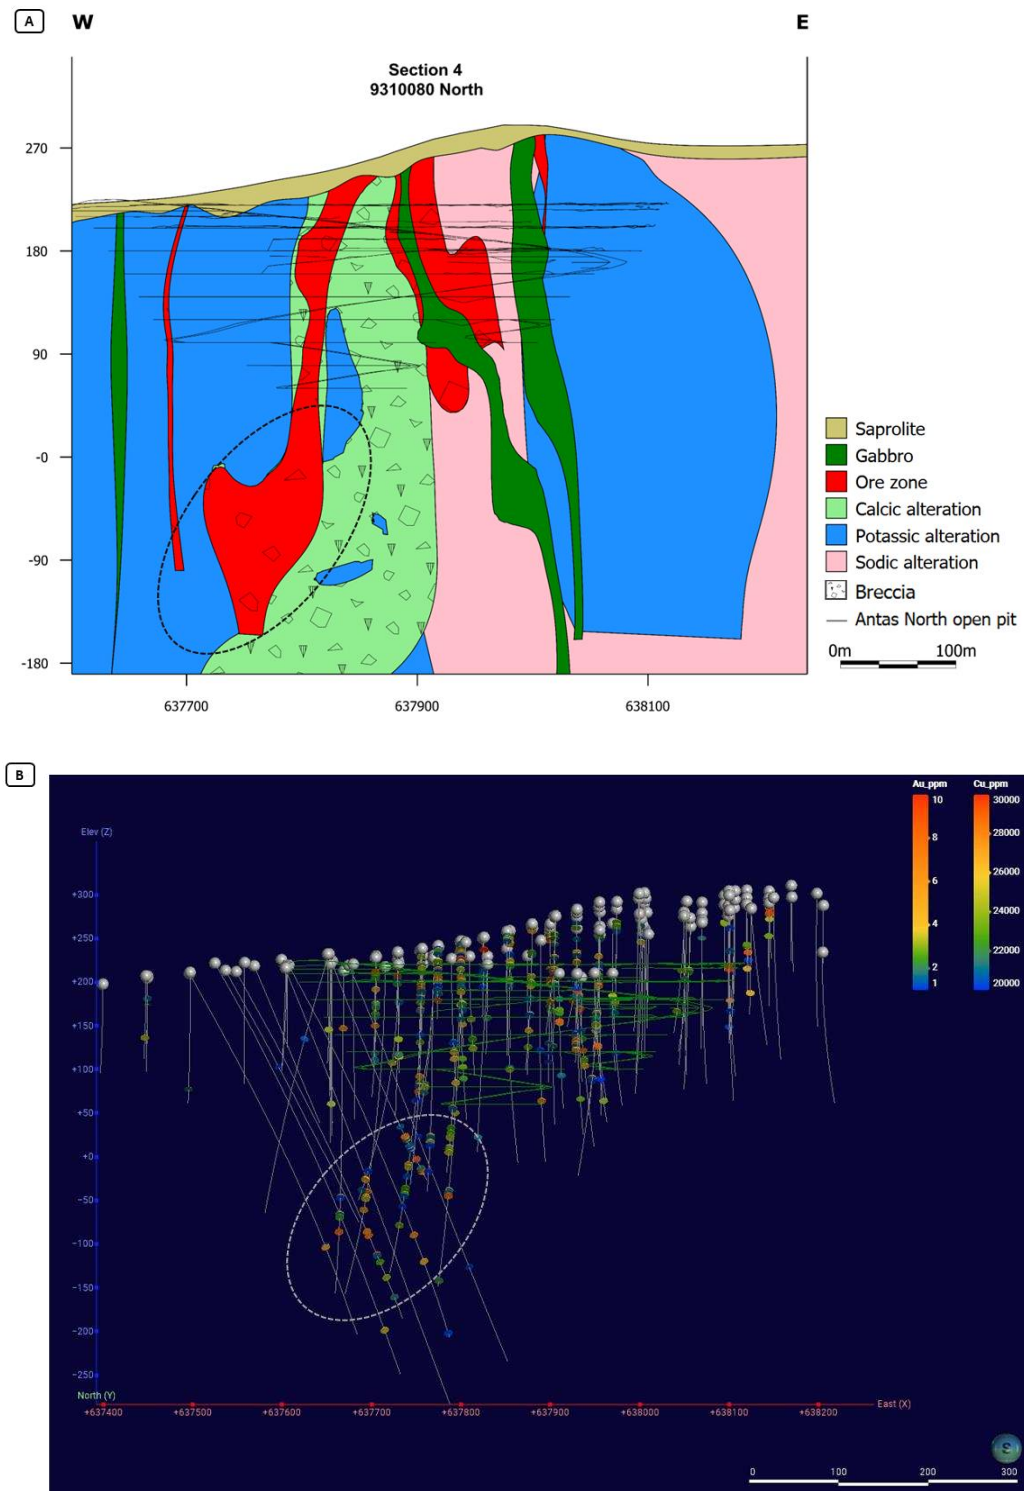 A W E
Section 4
9310080 North
270
180
90
-0
-90
-180
637700 637900 638100
Saprolite
Gabbro
Ore zone
Calcic alteration
Potassic alteration
Sodic alteration
Breccia
Antas North open pit
0m 100m
B
Au_ppm Cu_ppm
10 30000
8 28000
6 26000
4 24000
2 22000
1 20000
Elev (Z)
+300
+250
+200
+150
+100
+50
+0
-50
-100
-150
-200
-250
North (Y)
East (X)
+637400 +637500 +637600 +637700 +637800 +637900 +638000 +638100 +638200
S
0 100 200 300